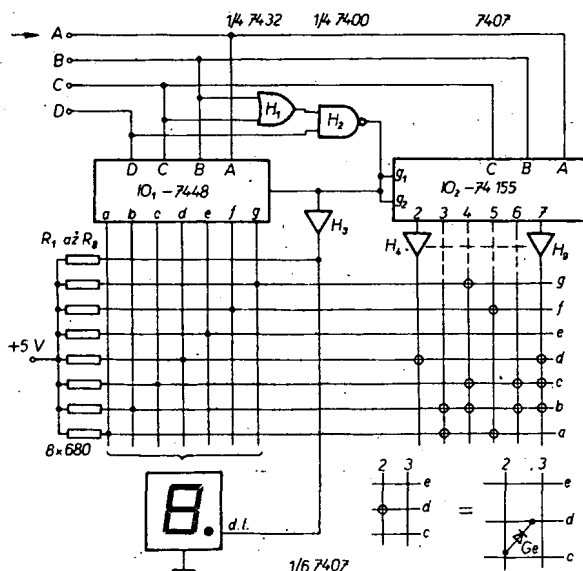 1/4 7432 1/4 7400 7407
A
B
C
D
H1
H2
D C B A
IO1-7448
a b c d e f g
C B A
g1
g2
IO2-74 155
2 3 4 5 6 7
H3
H4
H9
R1 až R8
+5 V
8×680
g
f
e
d
c
b
a
8.
d.t.
1/6 7407
2 3
e
d
c
=
2 3
e
d
c
Ge